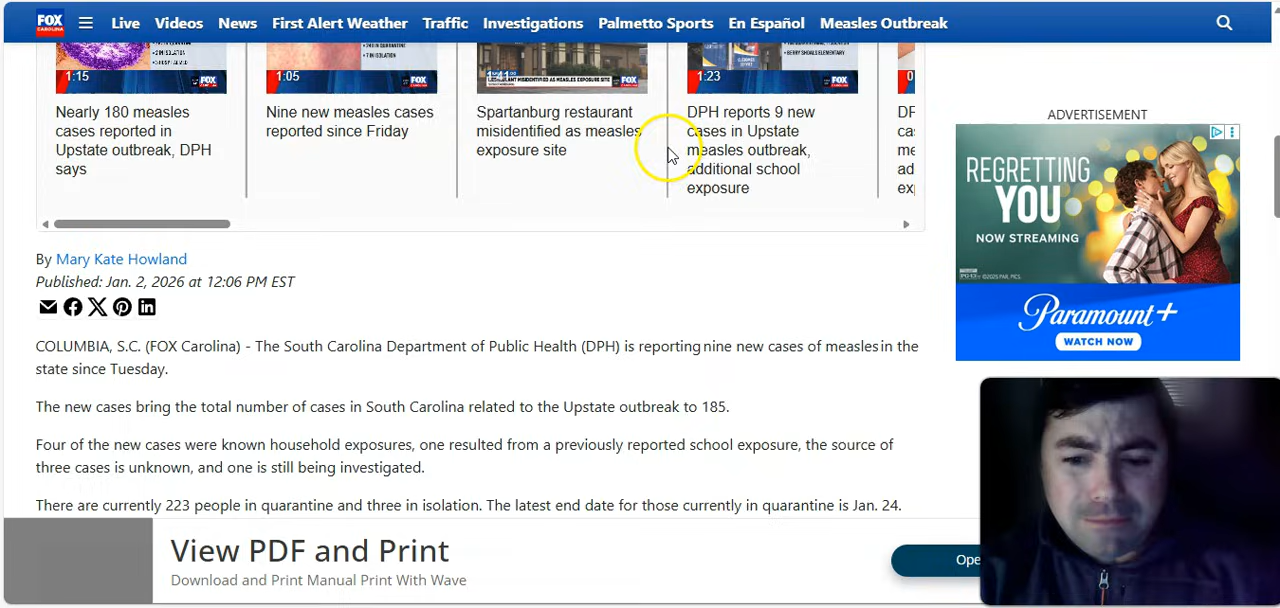 FOX
CAROLINA
Live Videos News First Alert Weather Traffic Investigations Palmetto Sports En Español Measles Outbreak
7 IN ISOLATION
1:15
1:05
1:23
FOX
FOX
FOX
FOX
Nearly 180 measles
cases reported in
Upstate outbreak, DPH
says
Nine new measles cases
reported since Friday
Spartanburg restaurant
misidentified as measles
exposure site
DPH reports 9 new
cases in Upstate
measles outbreak,
additional school
exposure
ADVERTISEMENT
REGRETTING
YOU
NOW STREAMING
Paramount+
WATCH NOW
By Mary Kate Howland
Published: Jan. 2, 2026 at 12:06 PM EST
COLUMBIA, S.C. (FOX Carolina) - The South Carolina Department of Public Health (DPH) is reporting nine new cases of measles in the
state since Tuesday.
The new cases bring the total number of cases in South Carolina related to the Upstate outbreak to 185.
Four of the new cases were known household exposures, one resulted from a previously reported school exposure, the source of
three cases is unknown, and one is still being investigated.
There are currently 223 people in quarantine and three in isolation. The latest end date for those currently in quarantine is Jan. 24.
View PDF and Print
Download and Print Manual Print With Wave
Ope